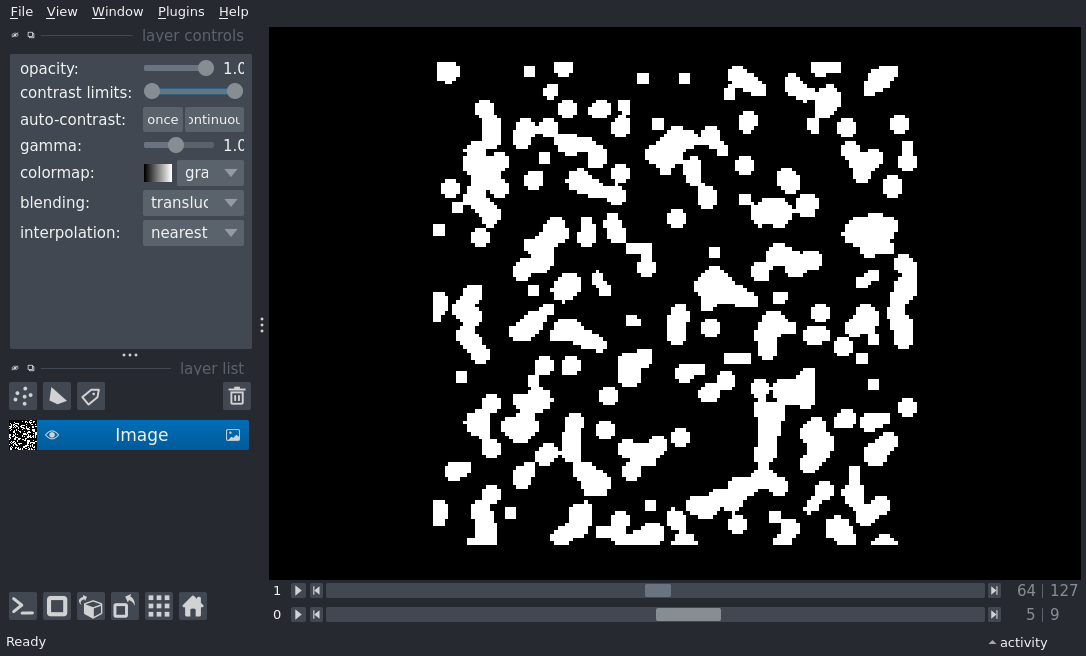 File View Window Plugins Help
layer controls
opacity: 1.0
contrast limits:
auto-contrast: once ontinuou
gamma: 1.0
colormap: gra
blending: transluc
interpolation: nearest
layer list
Image
1 64 | 127
0 5 | 9
Ready activity